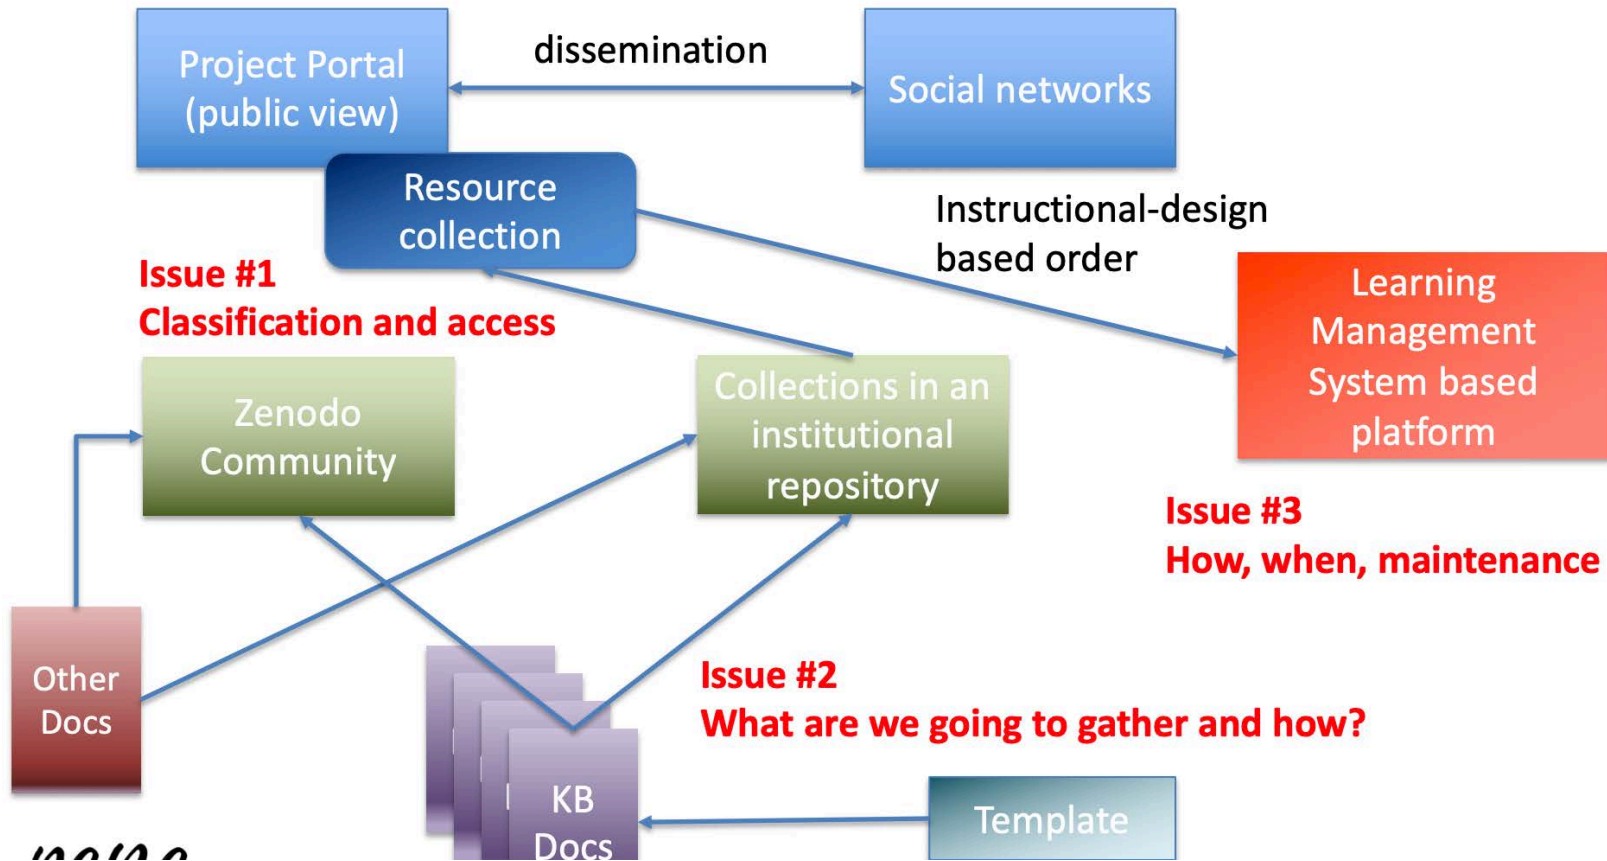 Project Portal
(public view)
dissemination
Social networks
Resource
collection
Instructional-design
based order
Issue #1
Classification and access
Learning
Management
System based
platform
Zenodo
Community
Collections in an
institutional
repository
Issue #3
How, when, maintenance
Other
Docs
Issue #2
What are we going to gather and how?
KB
Docs
Template